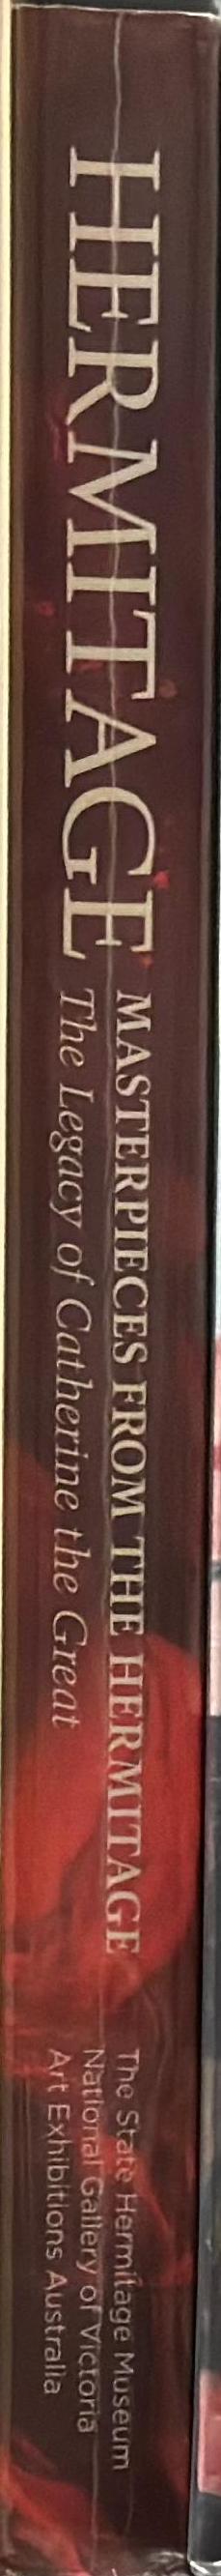 HERMITAGE
MASTERPIECES FROM THE HERMITAGE
The Legacy of Catherine the Great
The State Hermitage Museum
National Gallery of Victoria
Art Exhibitions Australia